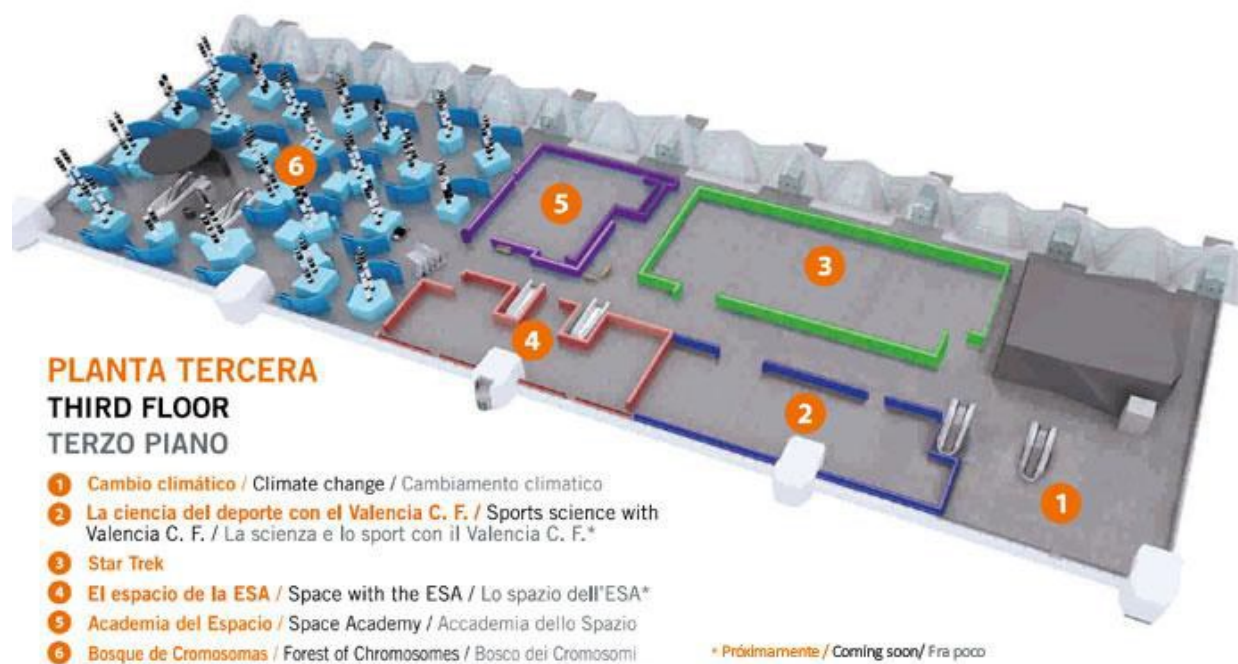 6
5
3
4
2
1
PLANTA TERCERA
THIRD FLOOR
TERZO PIANO
1 Cambio climático / Climate change / Cambiamento climatico
2 La ciencia del deporte con el Valencia C. F. / Sports science with
Valencia C. F. / La scienza e lo sport con il Valencia C. F.*
3 Star Trek
4 El espacio de la ESA / Space with the ESA / Lo spazio dell'ESA*
5 Academia del Espacio / Space Academy / Accademia dello Spazio
6 Bosque de Cromosomas / Forest of Chromosomes / Bosco dei Cromosomi
* Próximamente / Coming soon/ Fra poco